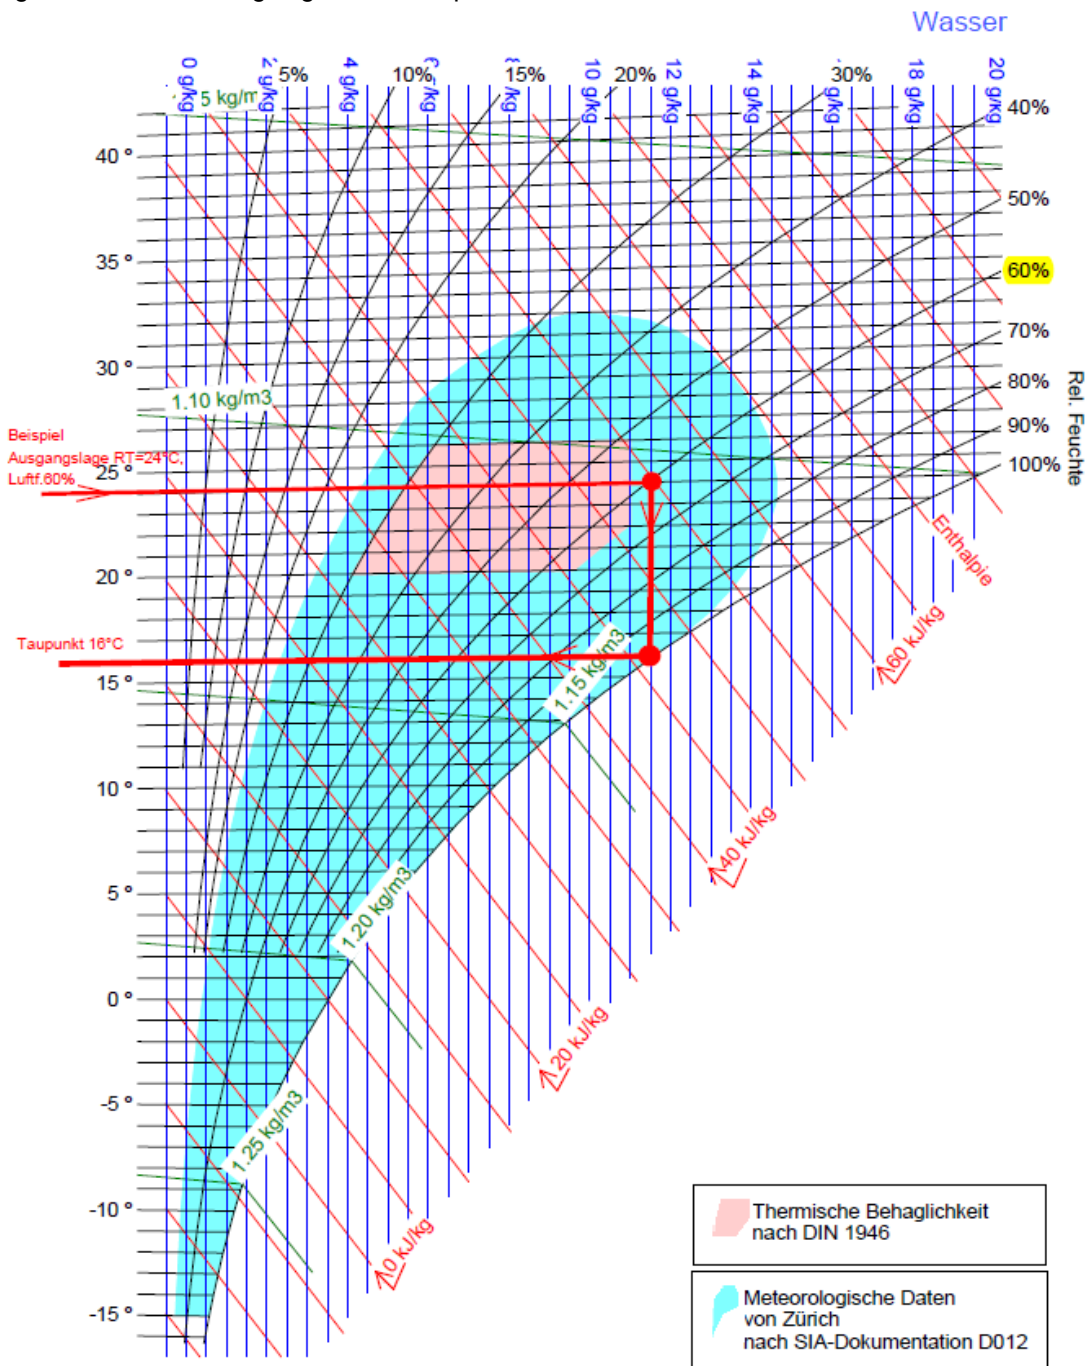 Wasser
0 g/kg
2 g/kg
5%
4 g/kg
10%
15%
10 g/kg
20%
12 g/kg
14 g/kg
30%
18 g/kg
20 g/kg
40%
50%
60%
70%
80%
90%
100%
Rel. Feuchte
5 kg/m
40°
35°
30°
1.10 kg/m3
Beispiel
Ausgangslage RT=24°C,
Luftf.60%
25°
20°
Enthalpie
Taupunkt 16°C
15°
1.15 kg/m3
60 kJ/kg
10°
40 kJ/kg
5°
1.20 kg/m3
0°
20 kJ/kg
-5°
1.25 kg/m3
-10°
0 kJ/kg
-15°
Thermische Behaglichkeit
nach DIN 1946
Meteorologische Daten
von Zürich
nach SIA-Dokumentation D012